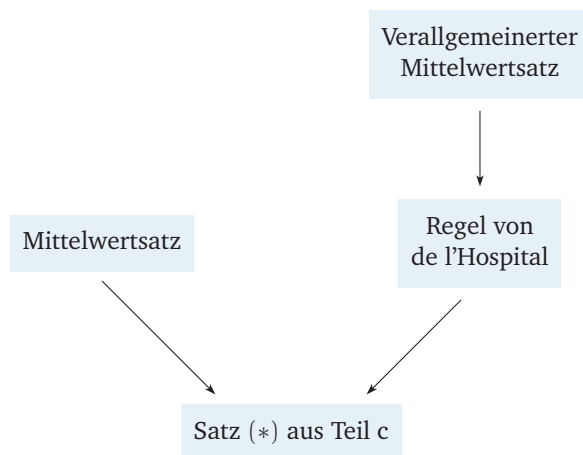 Verallgemeinerter
Mittelwertsatz
Mittelwertsatz
Regel von
de l’Hospital
Satz (∗) aus Teil c